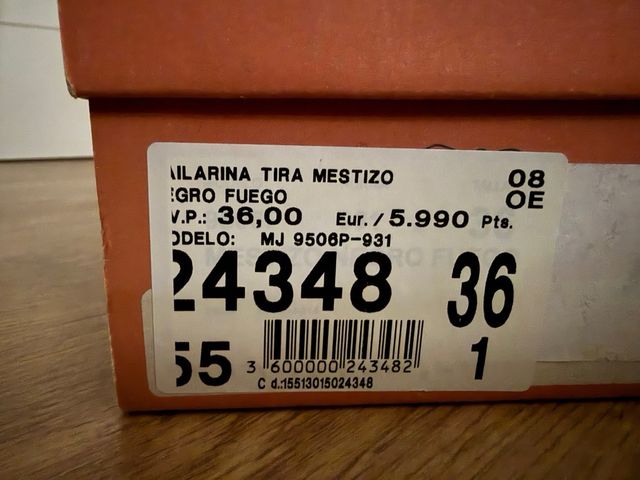 AILARINA TIRA MESTIZO 08
EGRO FUEGO OE
V.P.: 36,00 Eur. / 5.990 Pts.
ODELO: MJ 9506P-931
24348 36
55 1
3 600000 243482
C d.:15513015024348